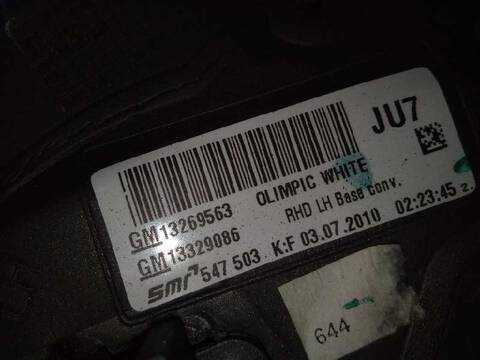 JU7
OLIMPIC WHITE
GM13269563 RHD LH Base Conv.
GM13329086
smr 547 503 K:F 03.07.2010 02:23:45 2
644